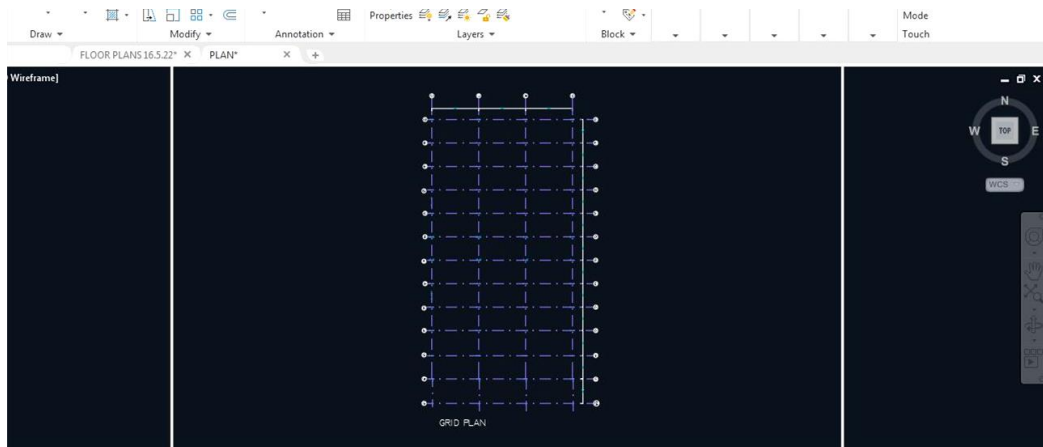 Properties
Mode
Draw Modify Annotation Layers Block Touch
FLOOR PLANS 16.5.22* PLAN*
Wireframe]
N
W TOP E
S
WCS
GRID PLAN